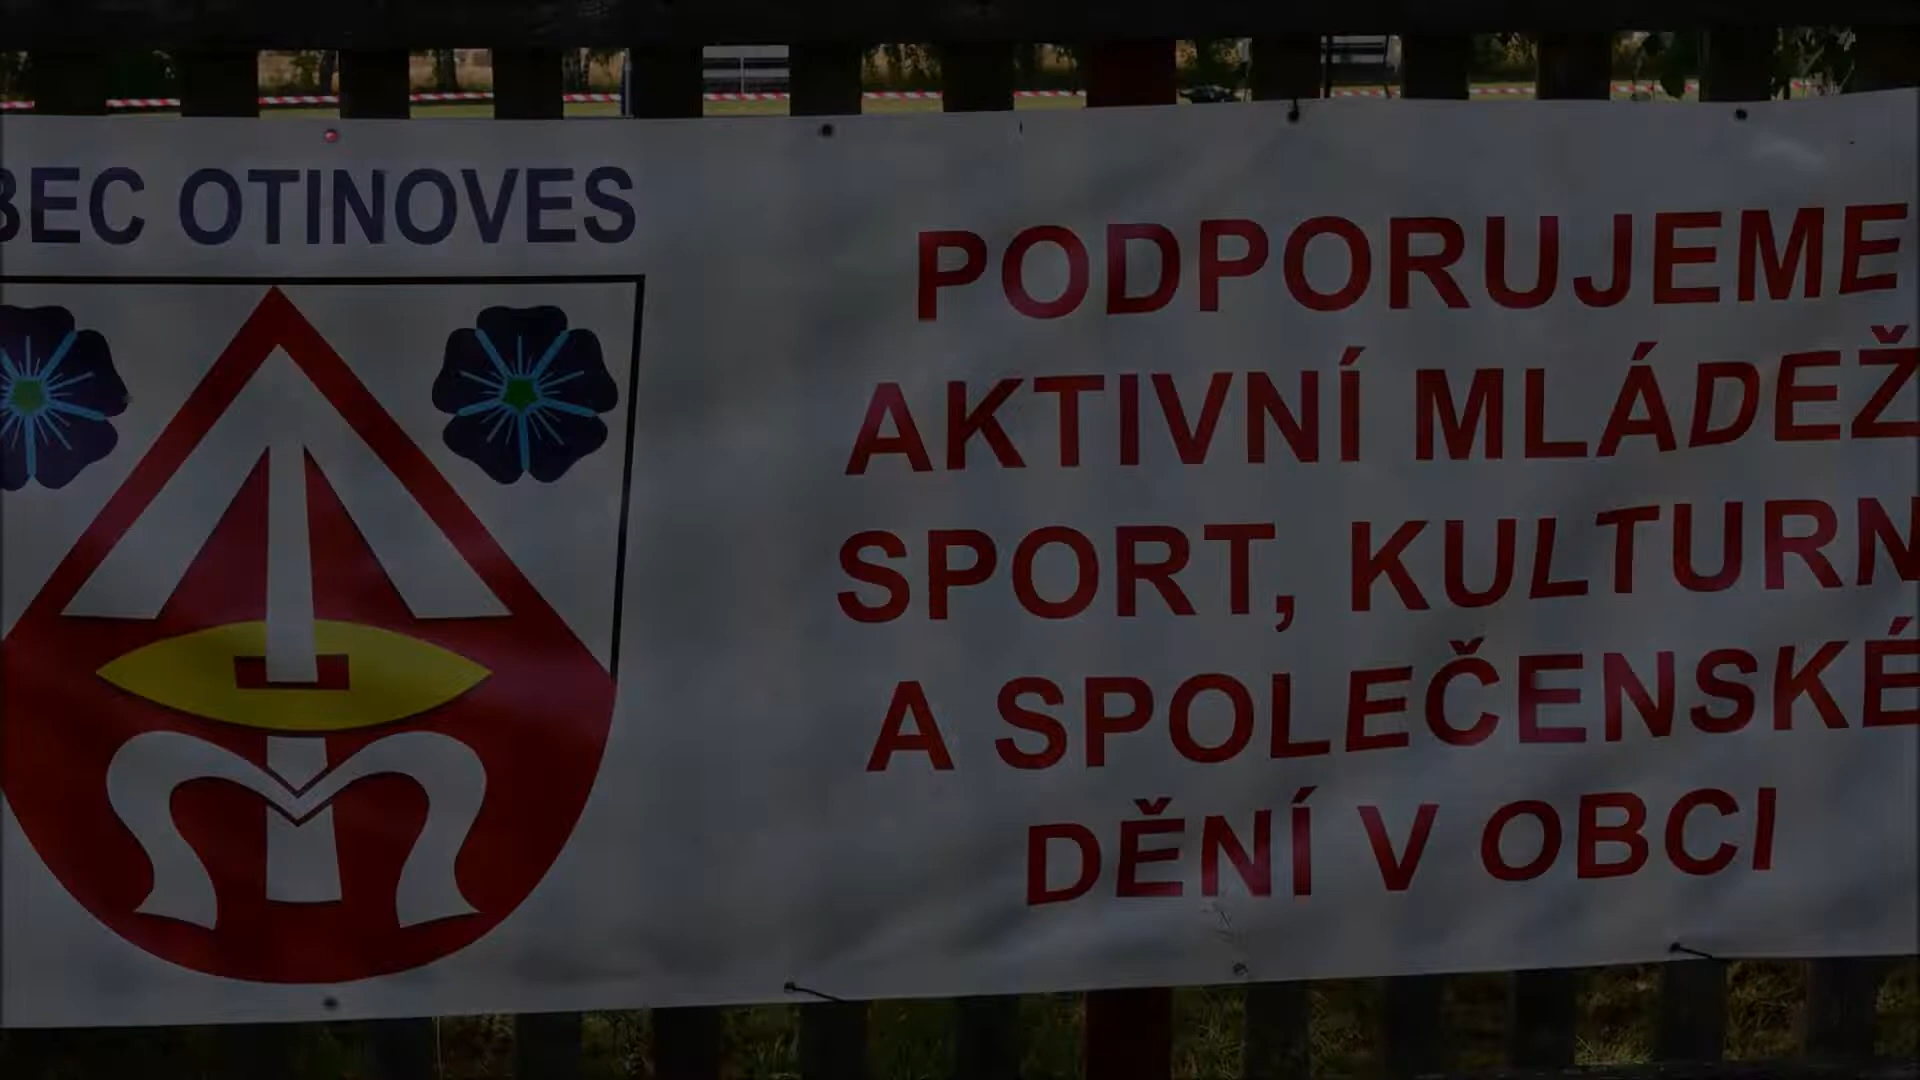 BEC OTINOVES
PODPORUJEME
AKTIVNÍ MLÁDEŽ
SPORT, KULTURN
A SPOLEČENSKÉ
DĚNÍ V OBCI